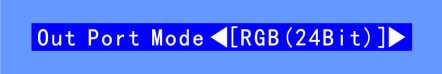 Out Port Mode ◀[RGB(24Bit)]▶